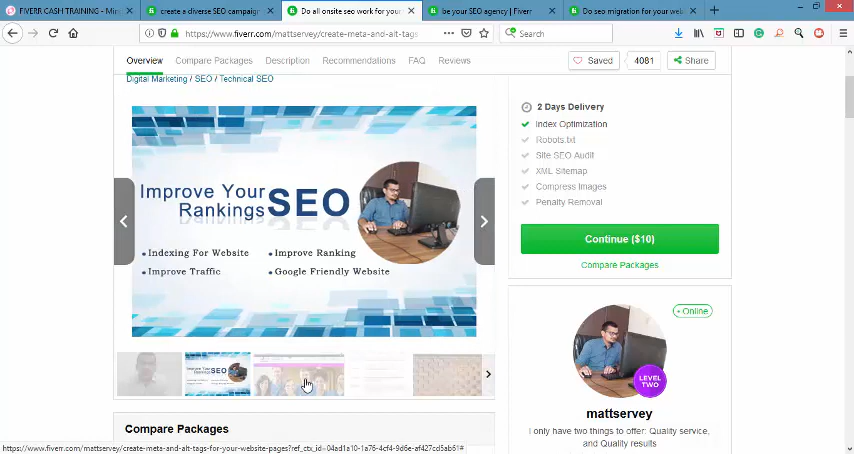 FIVERR CASH TRAINING - Min
create a diverse SEO campaign
Do all onsite seo work for your
be your SEO agency | Fiverr
Do seo migration for your web
https://www.fiverr.com/mattservey/create-meta-and-alt-tags
Search
Overview
Compare Packages
Description
Recommendations
FAQ
Reviews
Saved
4081
Share
Digital Marketing / SEO / Technical SEO
Improve Your
Rankings
SEO
Indexing For Website
Improve Ranking
Improve Traffic
Google Friendly Website
2 Days Delivery
Index Optimization
Robots.txt
Site SEO Audit
XML Sitemap
Compress Images
Penalty Removal
Continue ($10)
Compare Packages
Online
LEVEL
TWO
mattservey
I only have two things to offer: Quality service,
and Quality results
Compare Packages
https://www.fiverr.com/mattservey/create-meta-and-alt-tags-for-your-website-pages?ref_ctx_id=04ad1a10-1a76-4cf4-9d6e-af427cd5ab61#